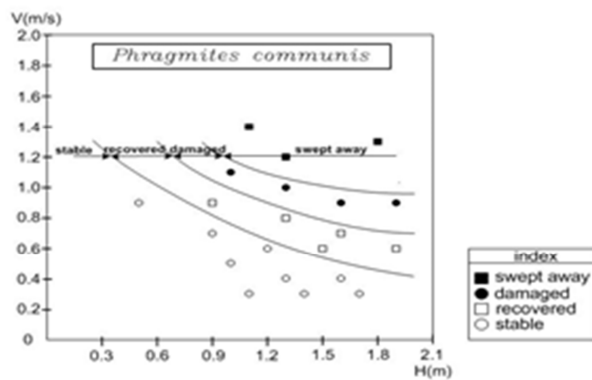 V(m/s)
2.0
Phragmites communis
1.8
1.6
1.4
stable recovered damaged swept away
1.2
1.0
0.8
0.6
0.4
0.2
0
0.3 0.6 0.9 1.2 1.5 1.8 2.1
H(m)
index
swept away
damaged
recovered
stable